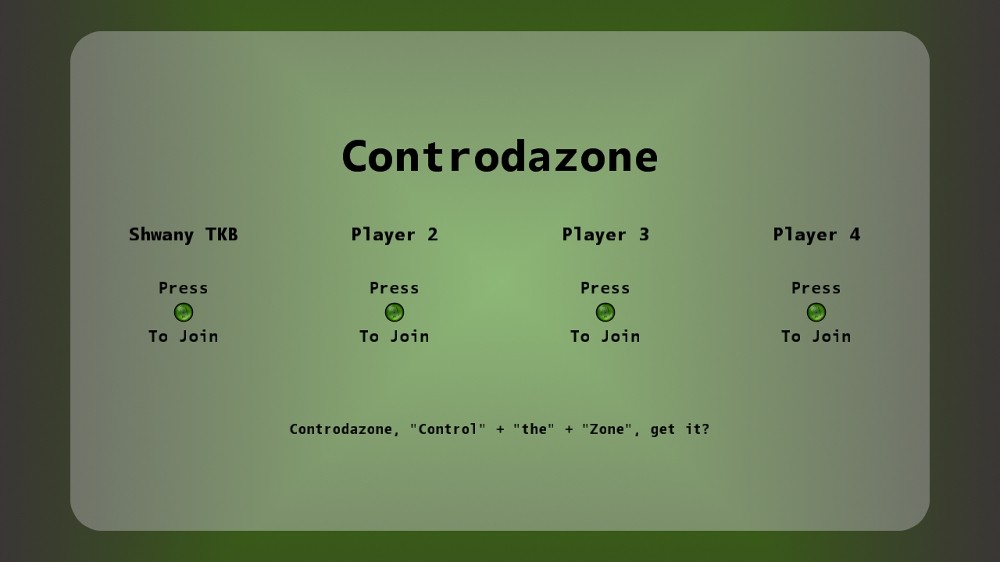 Controdazone
Shwany TKB Player 2 Player 3 Player 4
Press Press Press Press
To Join To Join To Join To Join
Controdazone, "Control" + "the" + "Zone", get it?